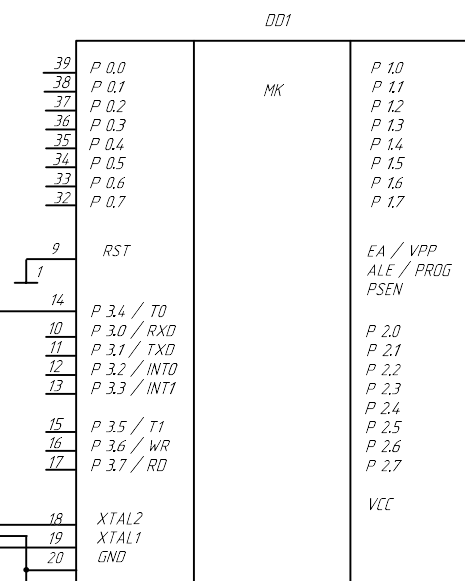 DD1
39 P 0.0 MK P 1.0
38 P 0.1 P 1.1
37 P 0.2 P 1.2
36 P 0.3 P 1.3
35 P 0.4 P 1.4
34 P 0.5 P 1.5
33 P 0.6 P 1.6
32 P 0.7 P 1.7
9 RST EA / VPP
1 ALE / PROG
PSEN
14 P 3.4 / T0
10 P 3.0 / RXD P 2.0
11 P 3.1 / TXD P 2.1
12 P 3.2 / INT0 P 2.2
13 P 3.3 / INT1 P 2.3
P 2.4
15 P 3.5 / T1 P 2.5
16 P 3.6 / WR P 2.6
17 P 3.7 / RD P 2.7
VCC
18 XTAL2
19 XTAL1
20 GND